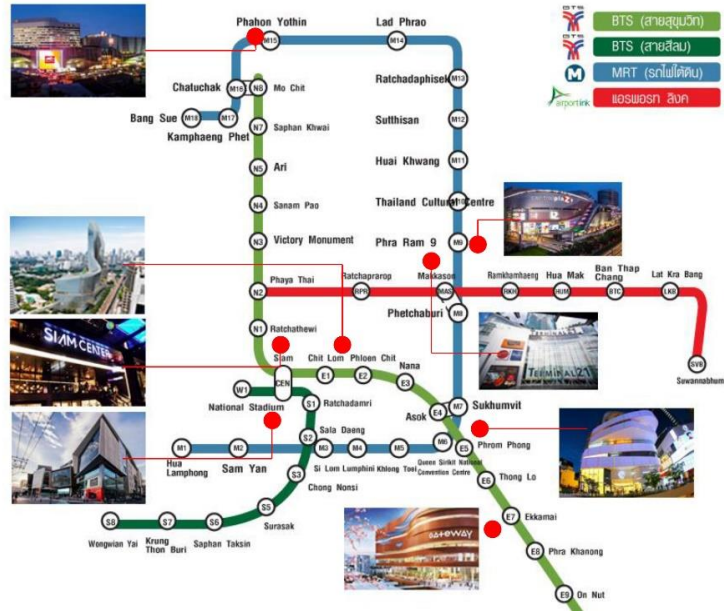 BTS
BTS (สายสุขุมวิท)
BTS
BTS (สายสีลม)
M
MRT (รถไฟใต้ดิน)
airportlink
แอรพอรท ลิงค
Phahon Yothin
M15
Lad Phrao
M14
Chatuchak
M16
N8
Mo Chit
Ratchadaphisek
M13
Bang Sue
M18
M17
Kamphaeng Phet
N7
Saphan Khwai
Sutthisan
M12
N5
Ari
Huai Khwang
M11
N4
Sanam Pao
Thailand Cultural Centre
M10
N3
Victory Monument
Phra Ram 9
M9
N2
Phaya Thai
Ratchaprarop
RPR
Makkasan
MAS
Ramkhamhaeng
RKH
Hua Mak
HUM
Ban Thap
Chang
BTC
Lat Kra Bang
LKB
Phetchaburi
M8
N1
Ratchathewi
SVB
Suwannabhum
SIAM CENTER
TERMINAL21
Siam
CEN
Chit Lom
E1
Phloen Chit
E2
Nana
E3
W1
National Stadium
S1
Ratchadamri
Asok
E4
M7
Sukhumvit
M1
Hua
Lamphong
M2
Sam Yan
Sala Daeng
S2
M3
Si Lom
M4
Lumphini
M5
Khlong Toei
M6
Queen Sirikit National
Convention Centre
E5
Phrom Phong
S3
Chong Nonsi
E6
Thong Lo
S5
Surasak
S6
Saphan Taksin
S7
Krung
Thon Buri
S8
Wongwian Yai
GATEWAY
E7
Ekkamai
E8
Phra Khanong
E9
On Nut